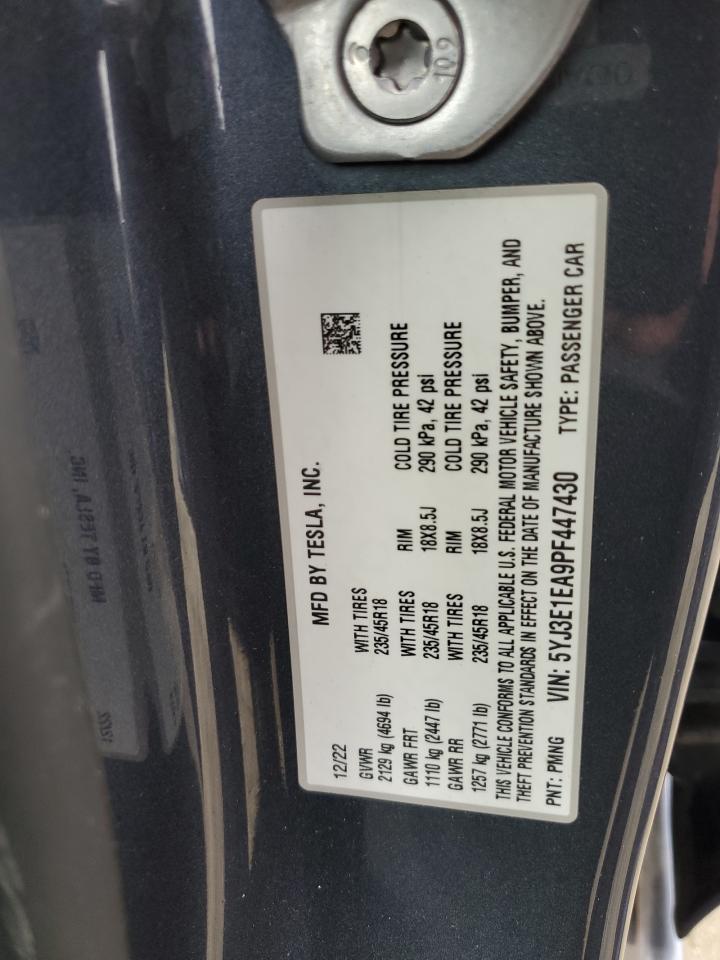 10.9
MFD BY TESLA, INC.
12/22
GVWR WITH TIRES
2129 kg (4694 lb) 235/45R18
GAWR FRT WITH TIRES RIM COLD TIRE PRESSURE
1110 kg (2447 lb) 235/45R18 18X8.5J 290 kPa, 42 psi
GAWR RR WITH TIRES RIM COLD TIRE PRESSURE
1257 kg (2771 lb) 235/45R18 18X8.5J 290 kPa, 42 psi
THIS VEHICLE CONFORMS TO ALL APPLICABLE U.S. FEDERAL MOTOR VEHICLE SAFETY, BUMPER, AND
THEFT PREVENTION STANDARDS IN EFFECT ON THE DATE OF MANUFACTURE SHOWN ABOVE.
PNT: PMNG VIN: 5YJ3E1EA9PF447430 TYPE: PASSENGER CAR